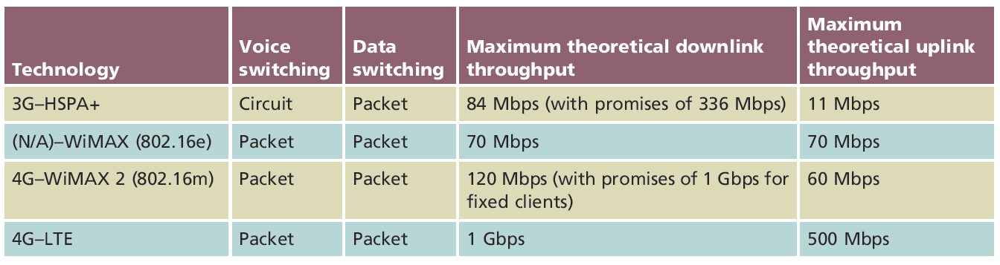 Technology
Voice
switching
Data
switching
Maximum theoretical downlink
throughput
Maximum
theoretical uplink
throughput
3G–HSPA+ Circuit Packet 84 Mbps (with promises of 336 Mbps) 11 Mbps
(N/A)–WiMAX (802.16e) Packet Packet 70 Mbps 70 Mbps
4G–WiMAX 2 (802.16m) Packet Packet 120 Mbps (with promises of 1 Gbps for
fixed clients) 60 Mbps
4G–LTE Packet Packet 1 Gbps 500 Mbps